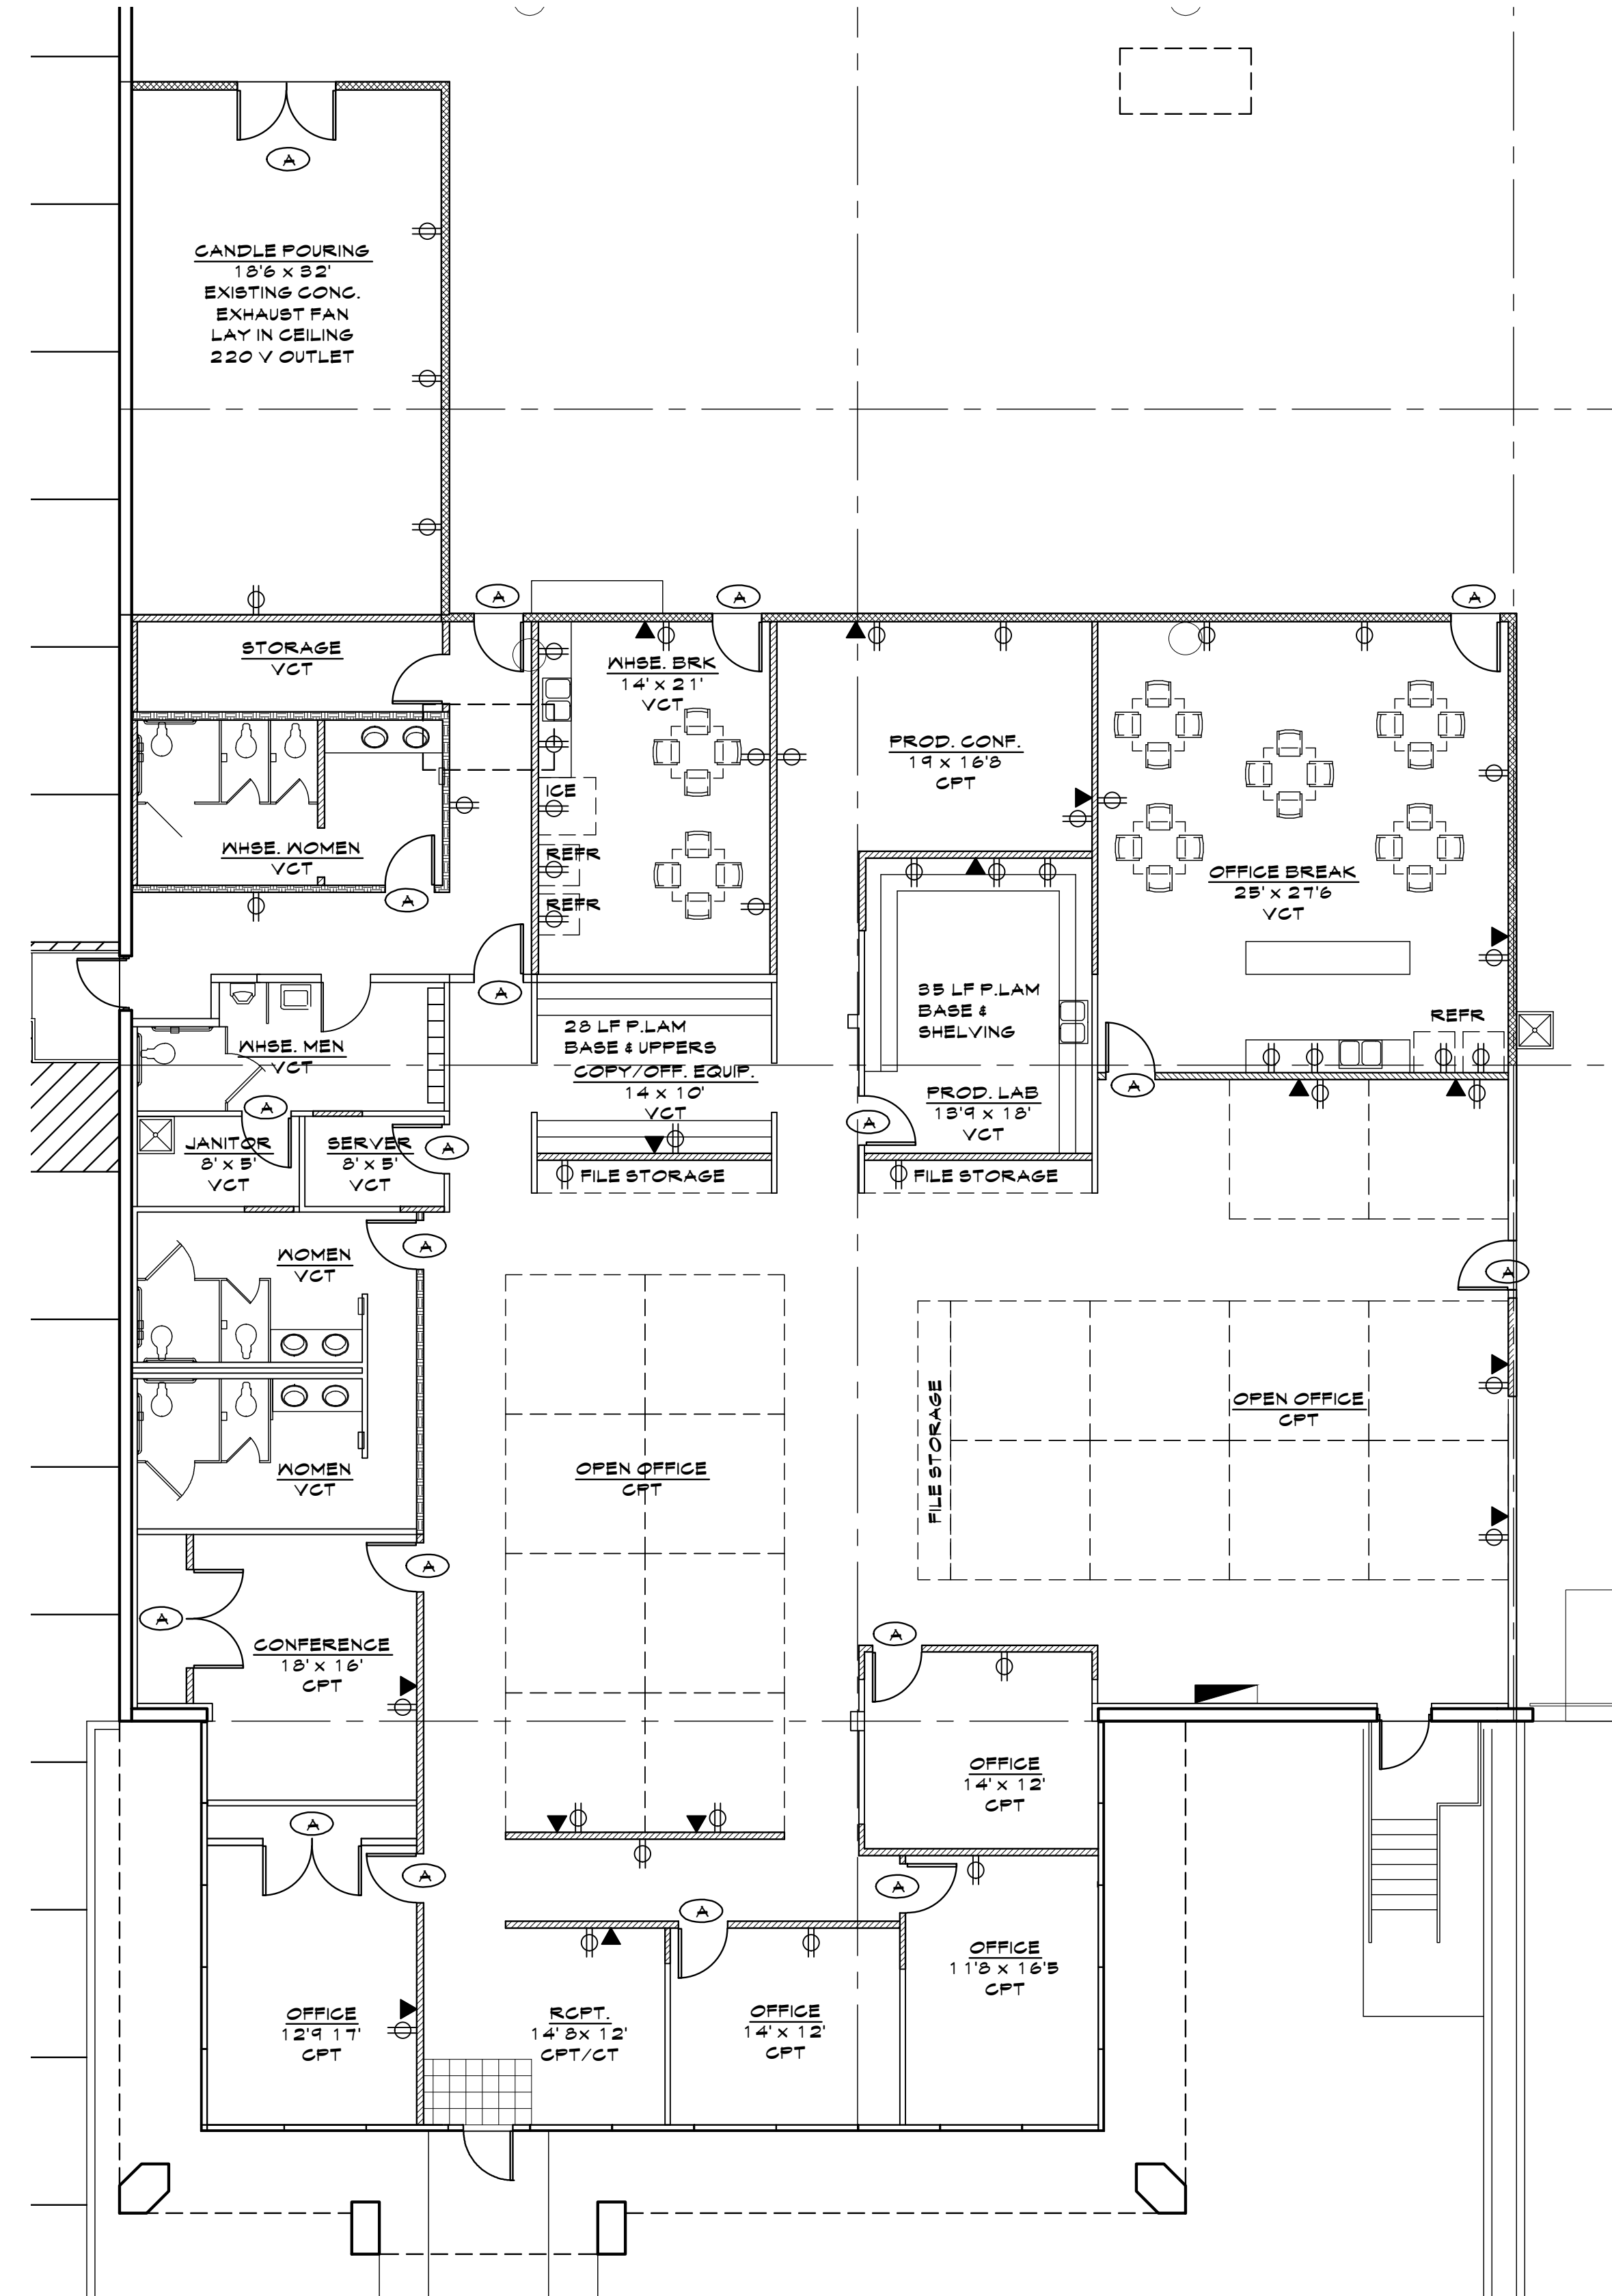 A
CANDLE POURING
18'6 x 32'
EXISTING CONC.
EXHAUST FAN
LAY IN CEILING
220 V OUTLET
A
A
A
STORAGE
VCT
WHSE. BRK
14' x 21'
VCT
PROD. CONF.
19 x 16'8
CPT
ICE
REFR
REFR
WHSE. WOMEN
VCT
A
OFFICE BREAK
25' x 27'6
VCT
A
35 LF P.LAM
BASE &
SHELVING
REFR
28 LF P.LAM
BASE & UPPERS
WHSE. MEN
VCT
COPY/OFF. EQUIP.
14 x 10'
VCT
PROD. LAB
13'9 x 18'
VCT
A
A
A
A
JANITOR
8' x 5'
VCT
SERVER
8' x 5'
VCT
FILE STORAGE
FILE STORAGE
WOMEN
VCT
A
A
FILE STORAGE
OPEN OFFICE
CPT
OPEN OFFICE
CPT
WOMEN
VCT
A
A
A
CONFERENCE
18' x 16'
CPT
OFFICE
14' x 12'
CPT
A
A
A
A
OFFICE
11'8 x 16'5
CPT
OFFICE
12'9 17'
CPT
RCPT.
14' 8x 12'
CPT/CT
OFFICE
14' x 12'
CPT